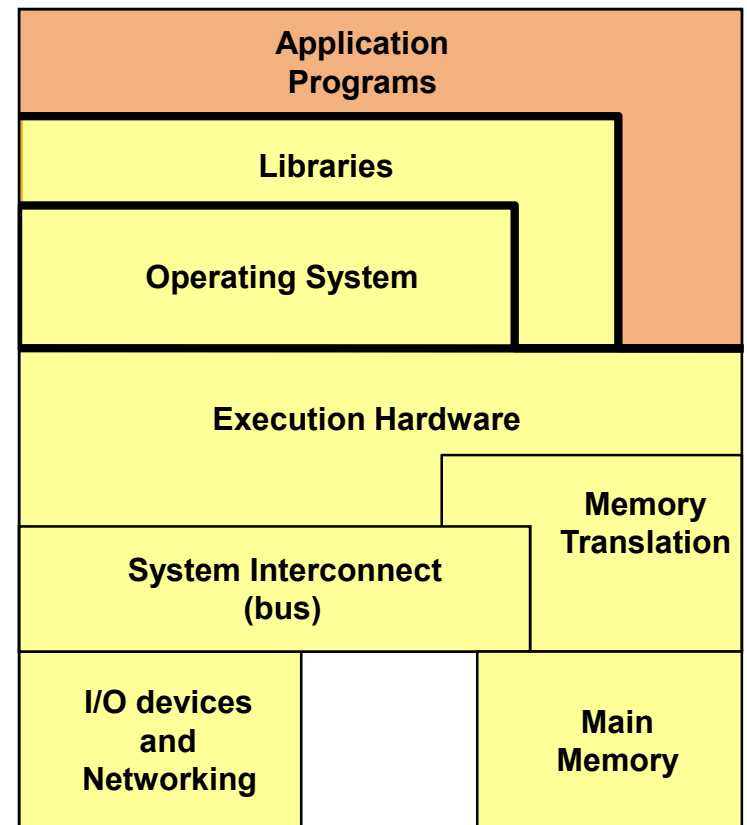 Application
Programs
Libraries
Operating System
Execution Hardware
Memory
Translation
System Interconnect
(bus)
I/O devices
and
Networking
Main
Memory